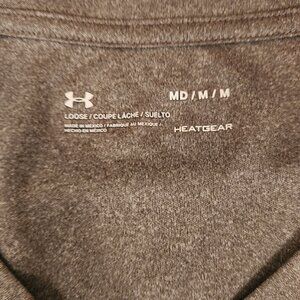 MD / M / M
LOOSE / COUPE LÂCHE / SUELTO
MADE IN MEXICO / FABRIQUÉ AU MEXIQUE /
HECHO EN MÉXICO
HEATGEAR